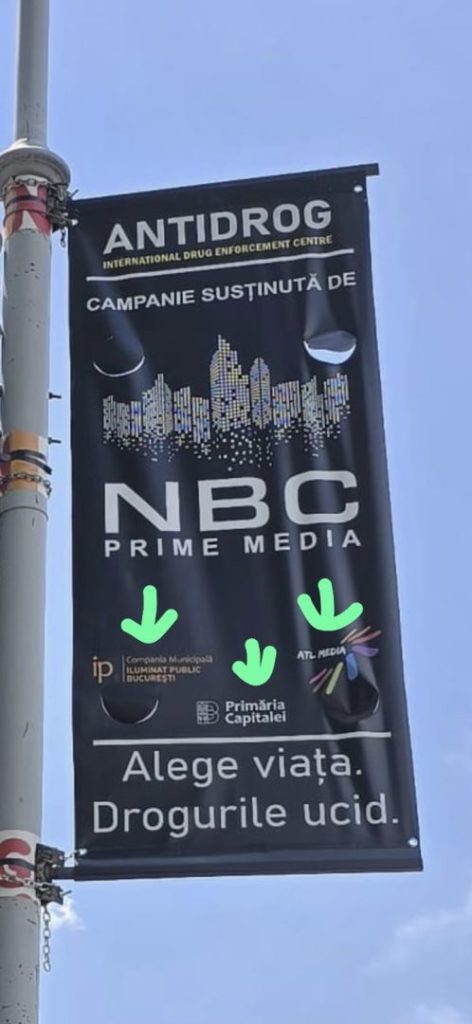 ANTIDROG
INTERNATIONAL DRUG ENFORCEMENT CENTRE
CAMPANIE SUSȚINUTĂ DE
NBC
PRIME MEDIA
ip
Compania Municipală
ILUMINAT PUBLIC
BUCUREȘTI
ATL MEDIA
Primăria
Capitalei
Alege viața.
Drogurile ucid.